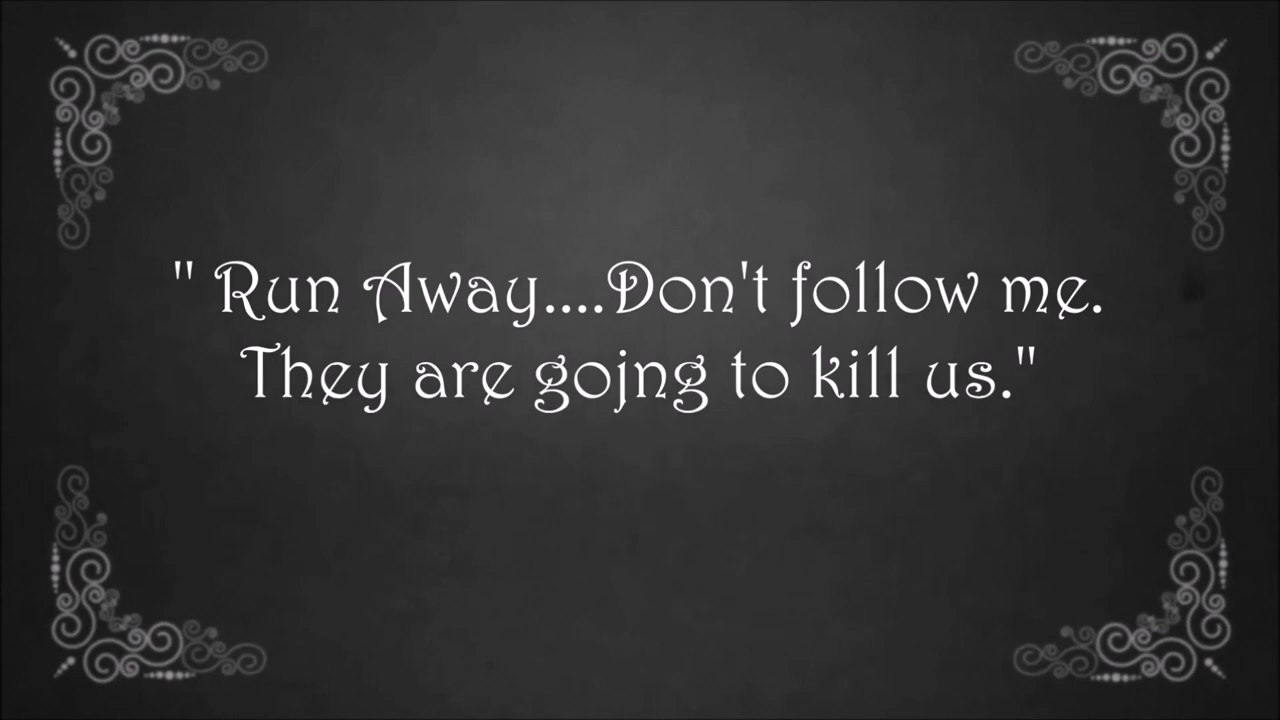 " Run Away....Don't follow me.
They are gojng to kill us."